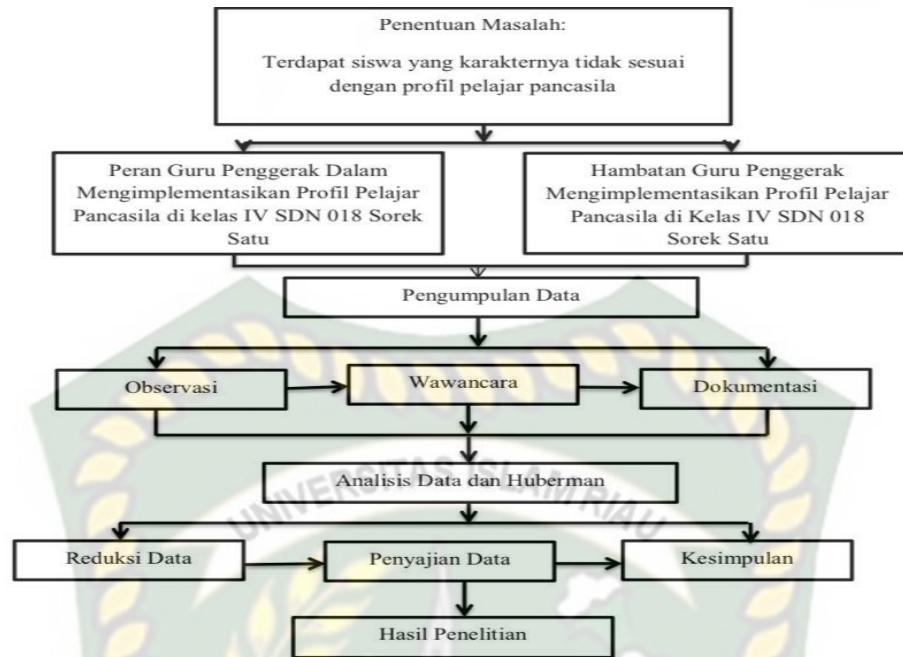 Penentuan Masalah:
Terdapat siswa yang karakternya tidak sesuai
dengan profil pelajar pancasila
Peran Guru Penggerak Dalam
Mengimplementasikan Profil Pelajar
Pancasila di kelas IV SDN 018 Sorek
Satu
Hambatan Guru Penggerak
Mengimplementasikan Profil Pelajar
Pancasila di Kelas IV SDN 018
Sorek Satu
Pengumpulan Data
Observasi
Wawancara
Dokumentasi
Analisis Data dan Huberman
UNIVERSITAS ISLAM RIAU
Reduksi Data
Penyajian Data
Kesimpulan
Hasil Penelitian